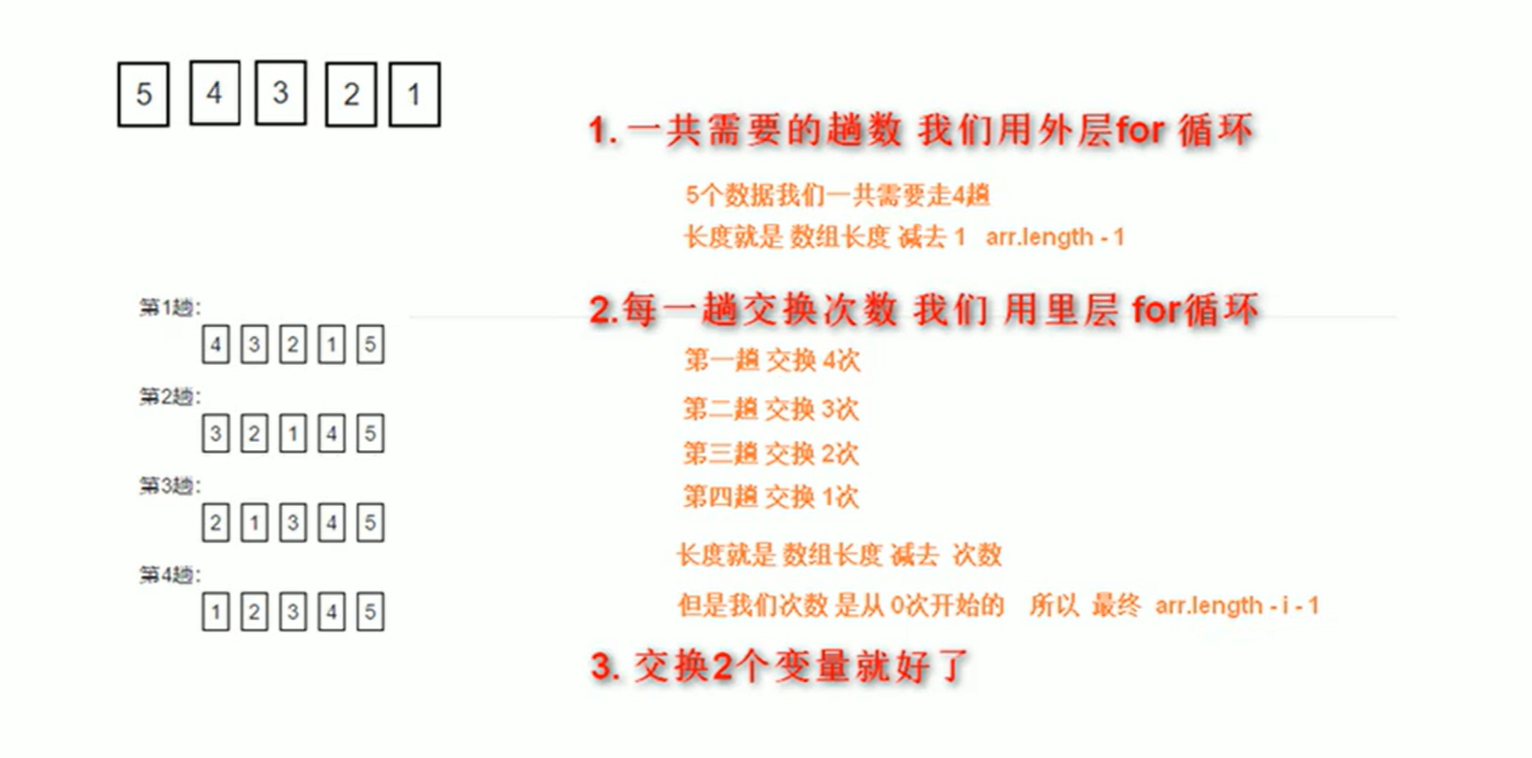 5 4 3 2 1
1. 一共需要的趟数 我们用外层for 循环
5个数据我们一共需要走4趟
长度就是 数组长度 减去 1 arr.length - 1
第1趟:
4 3 2 1 5
第2趟:
3 2 1 4 5
第3趟:
2 1 3 4 5
第4趟:
1 2 3 4 5
2.每一趟交换次数 我们 用里层 for循环
第一趟 交换 4次
第二趟 交换 3次
第三趟 交换 2次
第四趟 交换 1次
长度就是 数组长度 减去 次数
但是我们次数 是从 0次开始的 所以 最终 arr.length - i - 1
3. 交换2个变量就好了